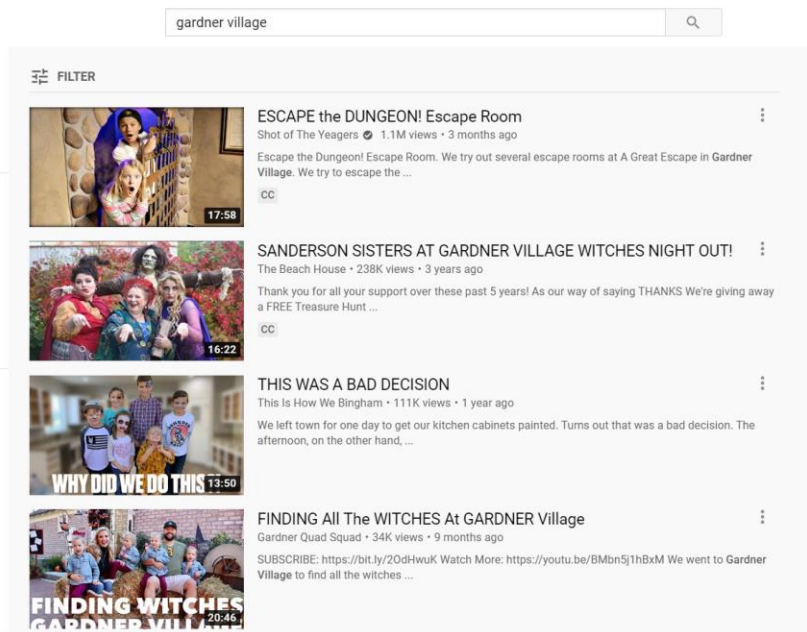 gardner village
FILTER
ESCAPE the DUNGEON! Escape Room
Shot of The Yeagers 1.1M views • 3 months ago
Escape the Dungeon! Escape Room. We try out several escape rooms at A Great Escape in Gardner
Village. We try to escape the ...
CC
17:58
SANDERSON SISTERS AT GARDNER VILLAGE WITCHES NIGHT OUT!
The Beach House • 238K views • 3 years ago
Thank you for all your support over these past 5 years! As our way of saying THANKS We're giving away
a FREE Treasure Hunt ...
CC
16:22
THIS WAS A BAD DECISION
This Is How We Bingham • 111K views • 1 year ago
We left town for one day to get our kitchen cabinets painted. Turns out that was a bad decision. The
afternoon, on the other hand, ...
WHY DID WE DO THIS
13:50
FINDING All The WITCHES At GARDNER Village
Gardner Quad Squad • 34K views • 9 months ago
SUBSCRIBE: https://bit.ly/2OdHwuK Watch More: https://youtu.be/BMbn5j1hBxM We went to Gardner
Village to find all the witches ...
FINDING WITCHES
20:46
GARDNER VILL